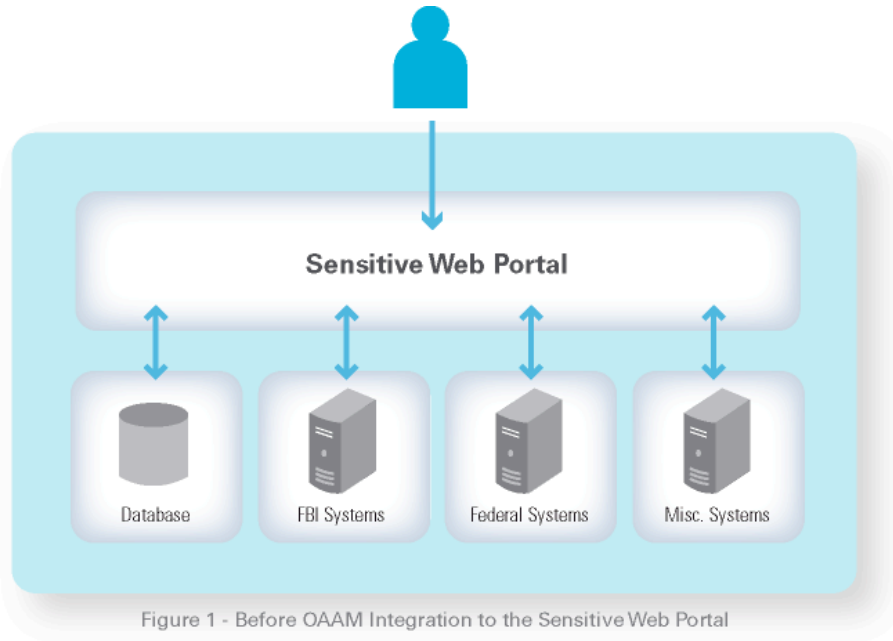 Sensitive Web Portal
Database
FBI Systems
Federal Systems
Misc. Systems
Figure 1 - Before OAAM Integration to the Sensitive Web Portal